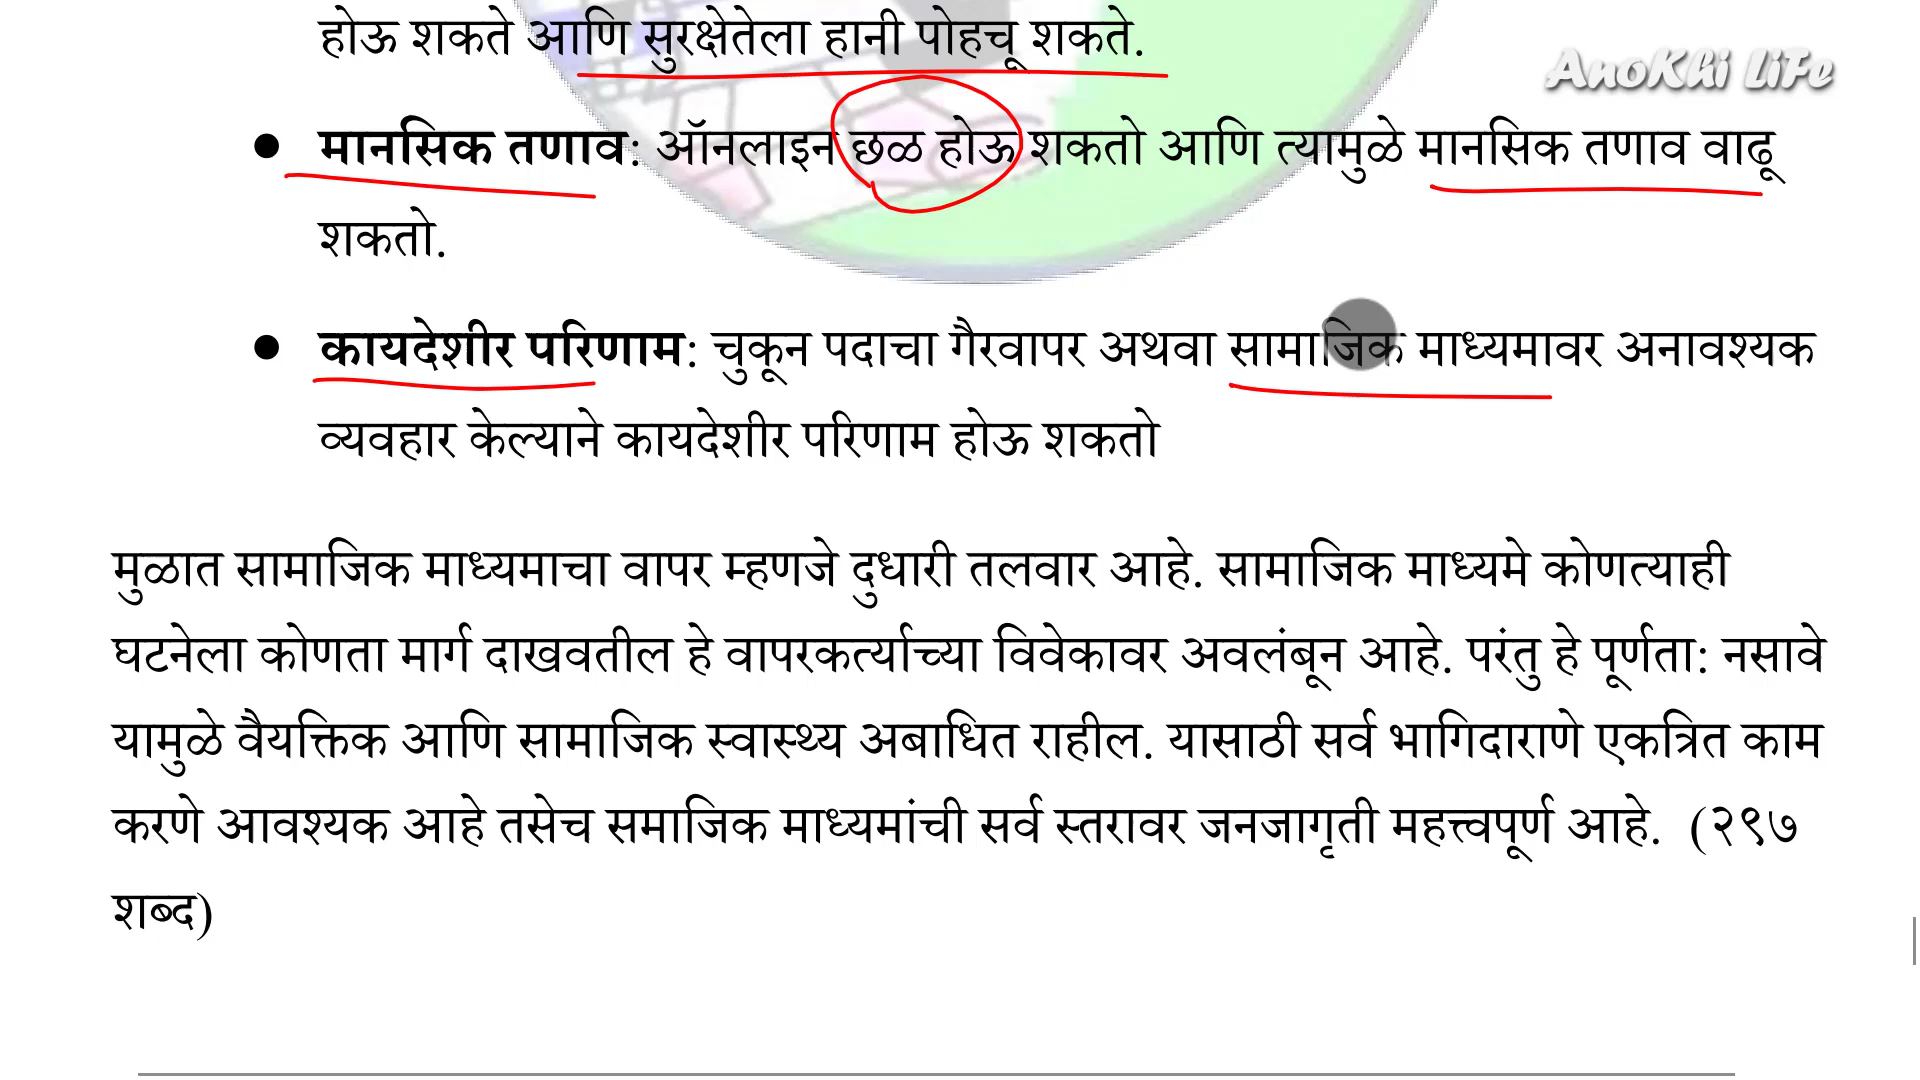 होऊ शकते आणि सुरक्षेतेला हानी पोहचू शकते.
AnoKhi LiFe
● मानसिक तणाव: ऑनलाइन छळ होऊ शकतो आणि त्यामुळे मानसिक तणाव वाढू
शकतो.
● कायदेशीर परिणाम: चुकून पदाचा गैरवापर अथवा सामाजिक माध्यमावर अनावश्यक
व्यवहार केल्याने कायदेशीर परिणाम होऊ शकतो
मुळात सामाजिक माध्यमाचा वापर म्हणजे दुधारी तलवार आहे. सामाजिक माध्यमे कोणत्याही
घटनेला कोणता मार्ग दाखवतील हे वापरकर्त्याच्या विवेकावर अवलंबून आहे. परंतु हे पूर्णता: नसावे
यामुळे वैयक्तिक आणि सामाजिक स्वास्थ्य अबाधित राहील. यासाठी सर्व भागिदाराणे एकत्रित काम
करणे आवश्यक आहे तसेच समाजिक माध्यमांची सर्व स्तरावर जनजागृती महत्त्वपूर्ण आहे. (२९७
शब्द)